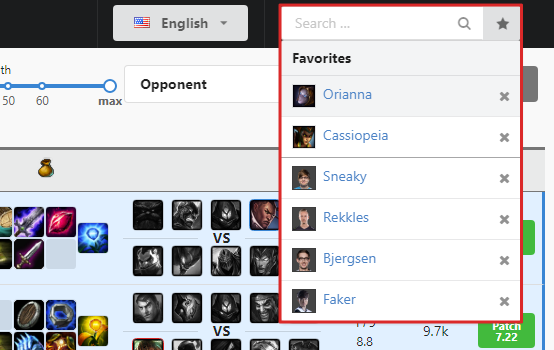 English
Search ...
Favorites
th
50
60
max
Opponent
Orianna
Cassiopeia
Sneaky
Rekkles
Bjergsen
Faker
VS
VS
8.8
9.7k
Patch
7.22